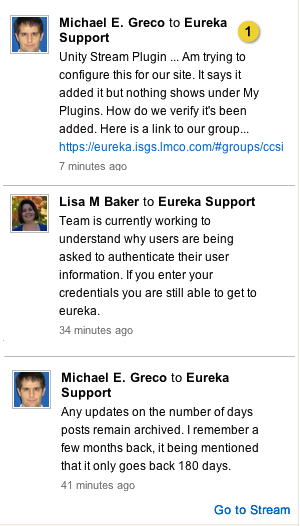 Michael E. Greco to Eureka
Support
1
Unity Stream Plugin ... Am trying to
configure this for our site. It says it
added it but nothing shows under My
Plugins. How do we verify it's been
added. Here is a link to our group...
https://eureka.isgs.lmco.com/#groups/ccsi
7 minutes ago
Lisa M Baker to Eureka Support
Team is currently working to
understand why users are being
asked to authenticate their user
information. If you enter your
credentials you are still able to get to
eureka.
34 minutes ago
Michael E. Greco to Eureka
Support
Any updates on the number of days
posts remain archived. I remember a
few months back, it being mentioned
that it only goes back 180 days.
41 minutes ago
Go to Stream